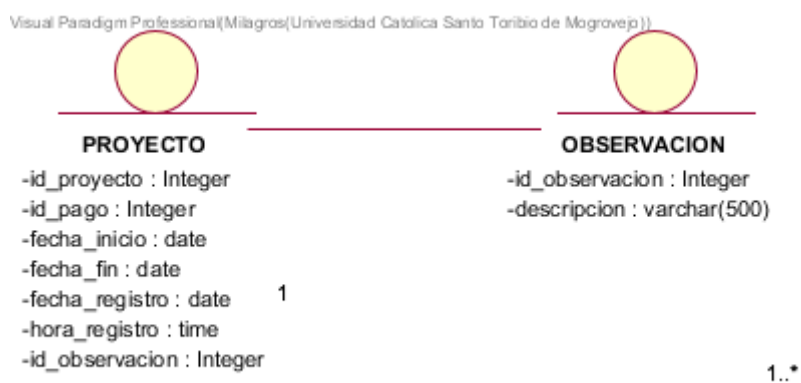 Visual Paradigm Professional(Milagros(Universidad Catolica Santo Toribio de Mogrovejo))
PROYECTO
-id_proyecto : Integer
-id_pago : Integer
-fecha_inicio : date
-fecha_fin : date
-fecha_registro : date
-hora_registro : time
-id_observacion : Integer
1
OBSERVACION
-id_observacion : Integer
-descripcion : varchar(500)
1..*